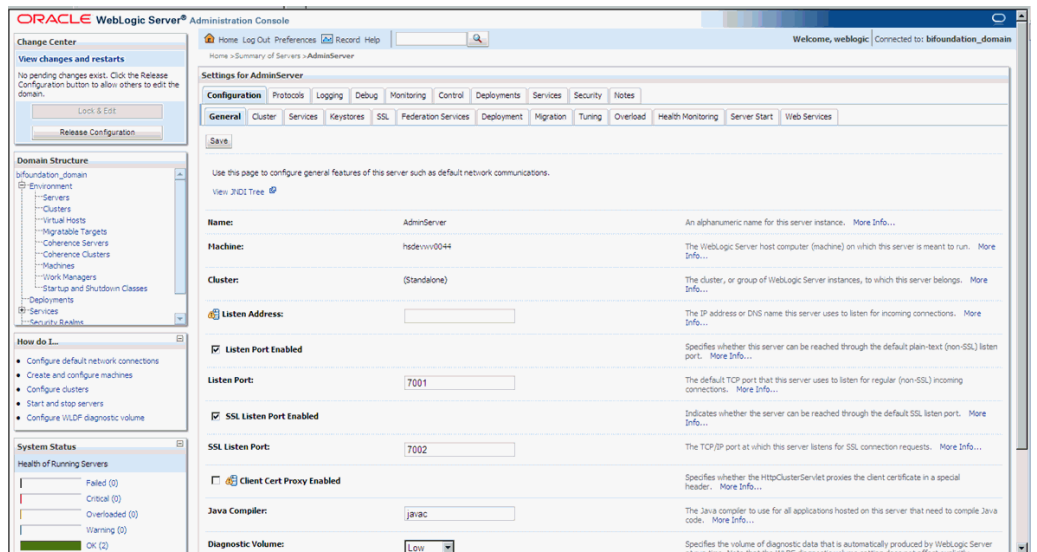 ORACLE WebLogic Server® Administration Console
Change Center
View changes and restarts
No pending changes exist. Click the Release
Configuration button to allow others to edit the
domain.
Lock & Edit
Release Configuration
Domain Structure
bifoundation_domain
Environment
Servers
Clusters
Virtual Hosts
Migratable Targets
Coherence Servers
Coherence Clusters
Machines
Work Managers
Startup and Shutdown Classes
Deployments
Services
Security Realms
How do I...
Configure default network connections
Create and configure machines
Configure clusters
Start and stop servers
Configure WLDF diagnostic volume
System Status
Health of Running Servers
Failed (0)
Critical (0)
Overloaded (0)
Warning (0)
OK (2)
Home Log Out Preferences Record Help
Welcome, weblogic Connected to: bifoundation_domain
Home >Summary of Servers >AdminServer
Settings for AdminServer
Configuration Protocols Logging Debug Monitoring Control Deployments Services Security Notes
General Cluster Services Keystores SSL Federation Services Deployment Migration Tuning Overload Health Monitoring Server Start Web Services
Save
Use this page to configure general features of this server such as default network communications.
View JNDI Tree
Name: AdminServer An alphanumeric name for this server instance. More Info...
Machine: hsdevwv0044 The WebLogic Server host computer (machine) on which this server is meant to run. More
Info...
Cluster: (Standalone) The cluster, or group of WebLogic Server instances, to which this server belongs. More
Info...
Listen Address: The IP address or DNS name this server uses to listen for incoming connections. More
Info...
Listen Port Enabled Specifies whether this server can be reached through the default plain-text (non-SSL) listen
port. More Info...
Listen Port: 7001 The default TCP port that this server uses to listen for regular (non-SSL) incoming
connections. More Info...
SSL Listen Port Enabled Indicates whether the server can be reached through the default SSL listen port. More
Info...
SSL Listen Port: 7002 The TCP/IP port at which this server listens for SSL connection requests. More Info...
Client Cert Proxy Enabled Specifies whether the HttpClusterServlet proxies the client certificate in a special
header. More Info...
Java Compiler: javac The Java compiler to use for all applications hosted on this server that need to compile Java
code. More Info...
Diagnostic Volume: Low Specifies the volume of diagnostic data that is automatically produced by WebLogic Server